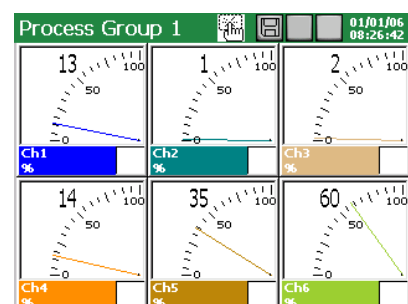 Process Group 1 1m 01/01/06
08:26:42
13 1 2
100 100 100
50 50 50
0 0 0
Ch1 Ch2 Ch3
% % %
14 35 60
100 100 100
50 50 50
0 0 0
Ch4 Ch5 Ch6
% % %